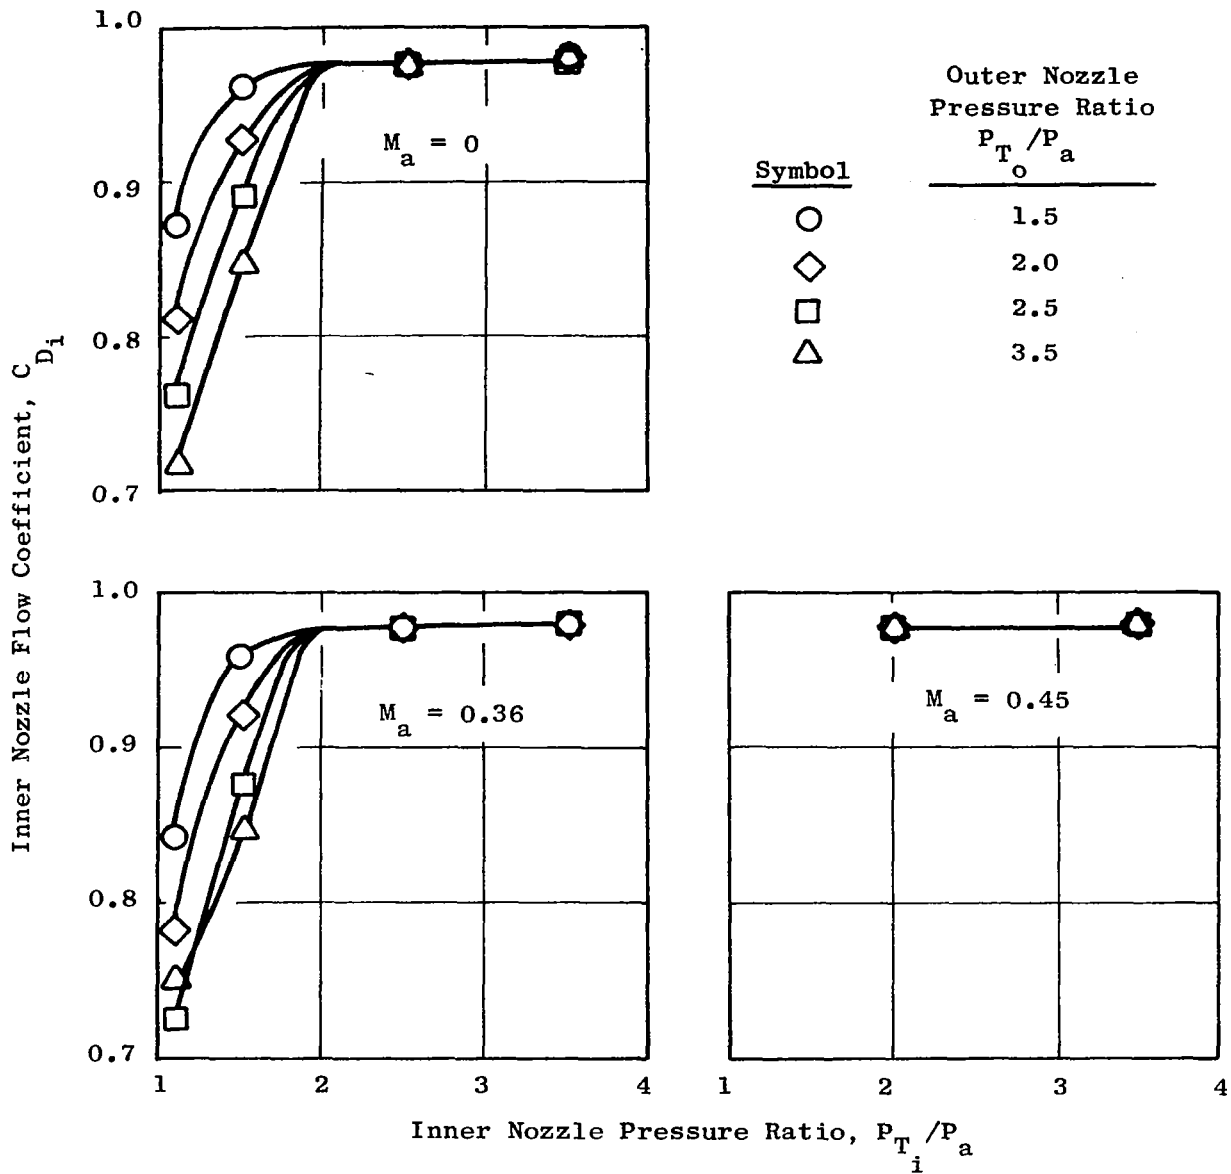 1.0
0.9
0.8
0.7
M_a = 0
Outer Nozzle
Pressure Ratio
P_T_o/P_a
Symbol
1.5
2.0
2.5
3.5
Inner Nozzle Flow Coefficient, C_D_i
1.0
0.9
0.8
0.7
M_a = 0.36
M_a = 0.45
1 2 3 4
1 2 3 4
Inner Nozzle Pressure Ratio, P_T_i/P_a